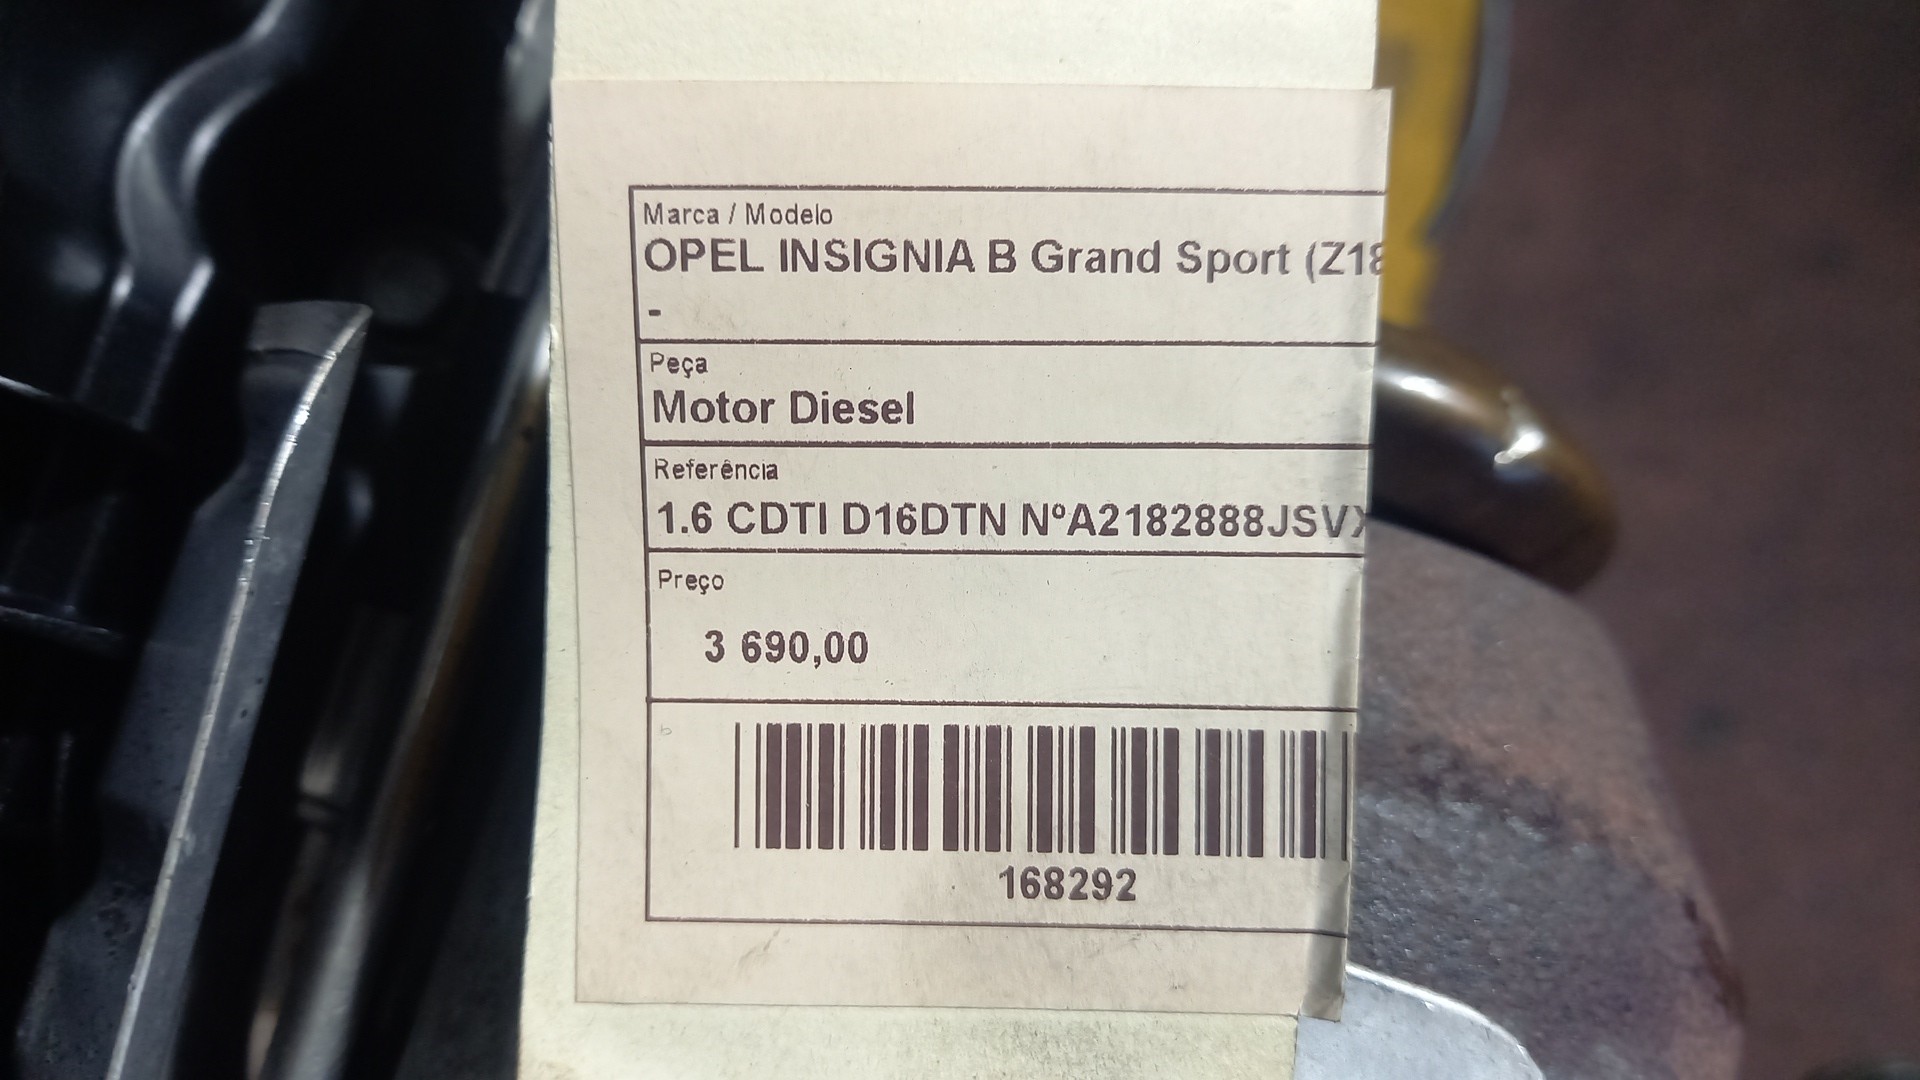 Marca / Modelo
OPEL INSIGNIA B Grand Sport (Z18
-
Peça
Motor Diesel
Referência
1.6 CDTI D16DTN NºA2182888JSVX
Preço
3 690,00
168292